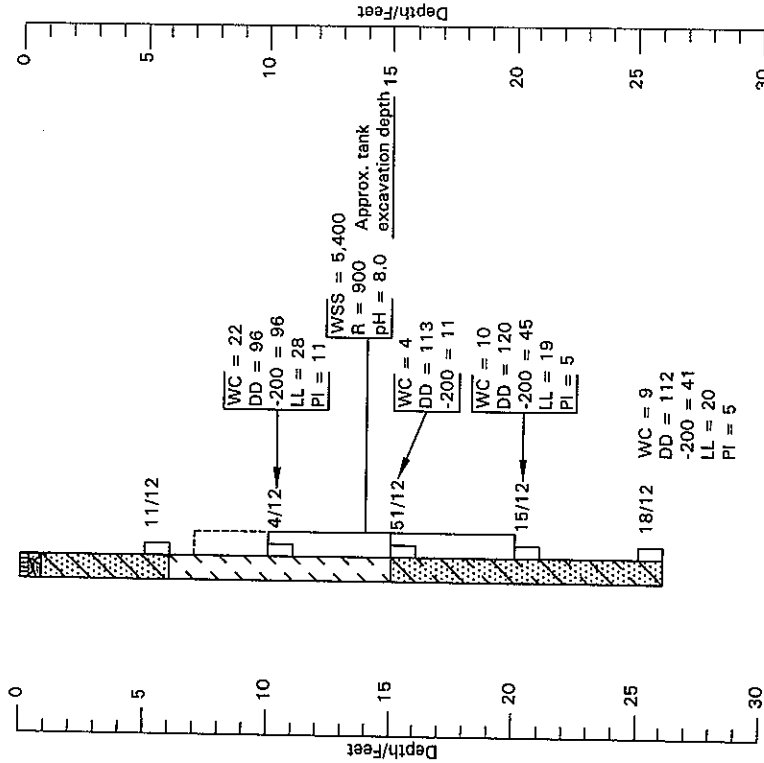 Depth/Feet
0
5
10
15
20
25
30
11/12
4/12
WC = 22
DD = 96
-200 = 96
LL = 28
PI = 11
WSS = 5,400
R = 900
pH = 8.0
Approx. tank
excavation depth
51/12
WC = 4
DD = 113
-200 = 11
15/12
WC = 10
DD = 120
-200 = 45
LL = 19
PI = 5
18/12
WC = 9
DD = 112
-200 = 41
LL = 20
PI = 5
0
5
10
15
20
25
30
Depth/Feet